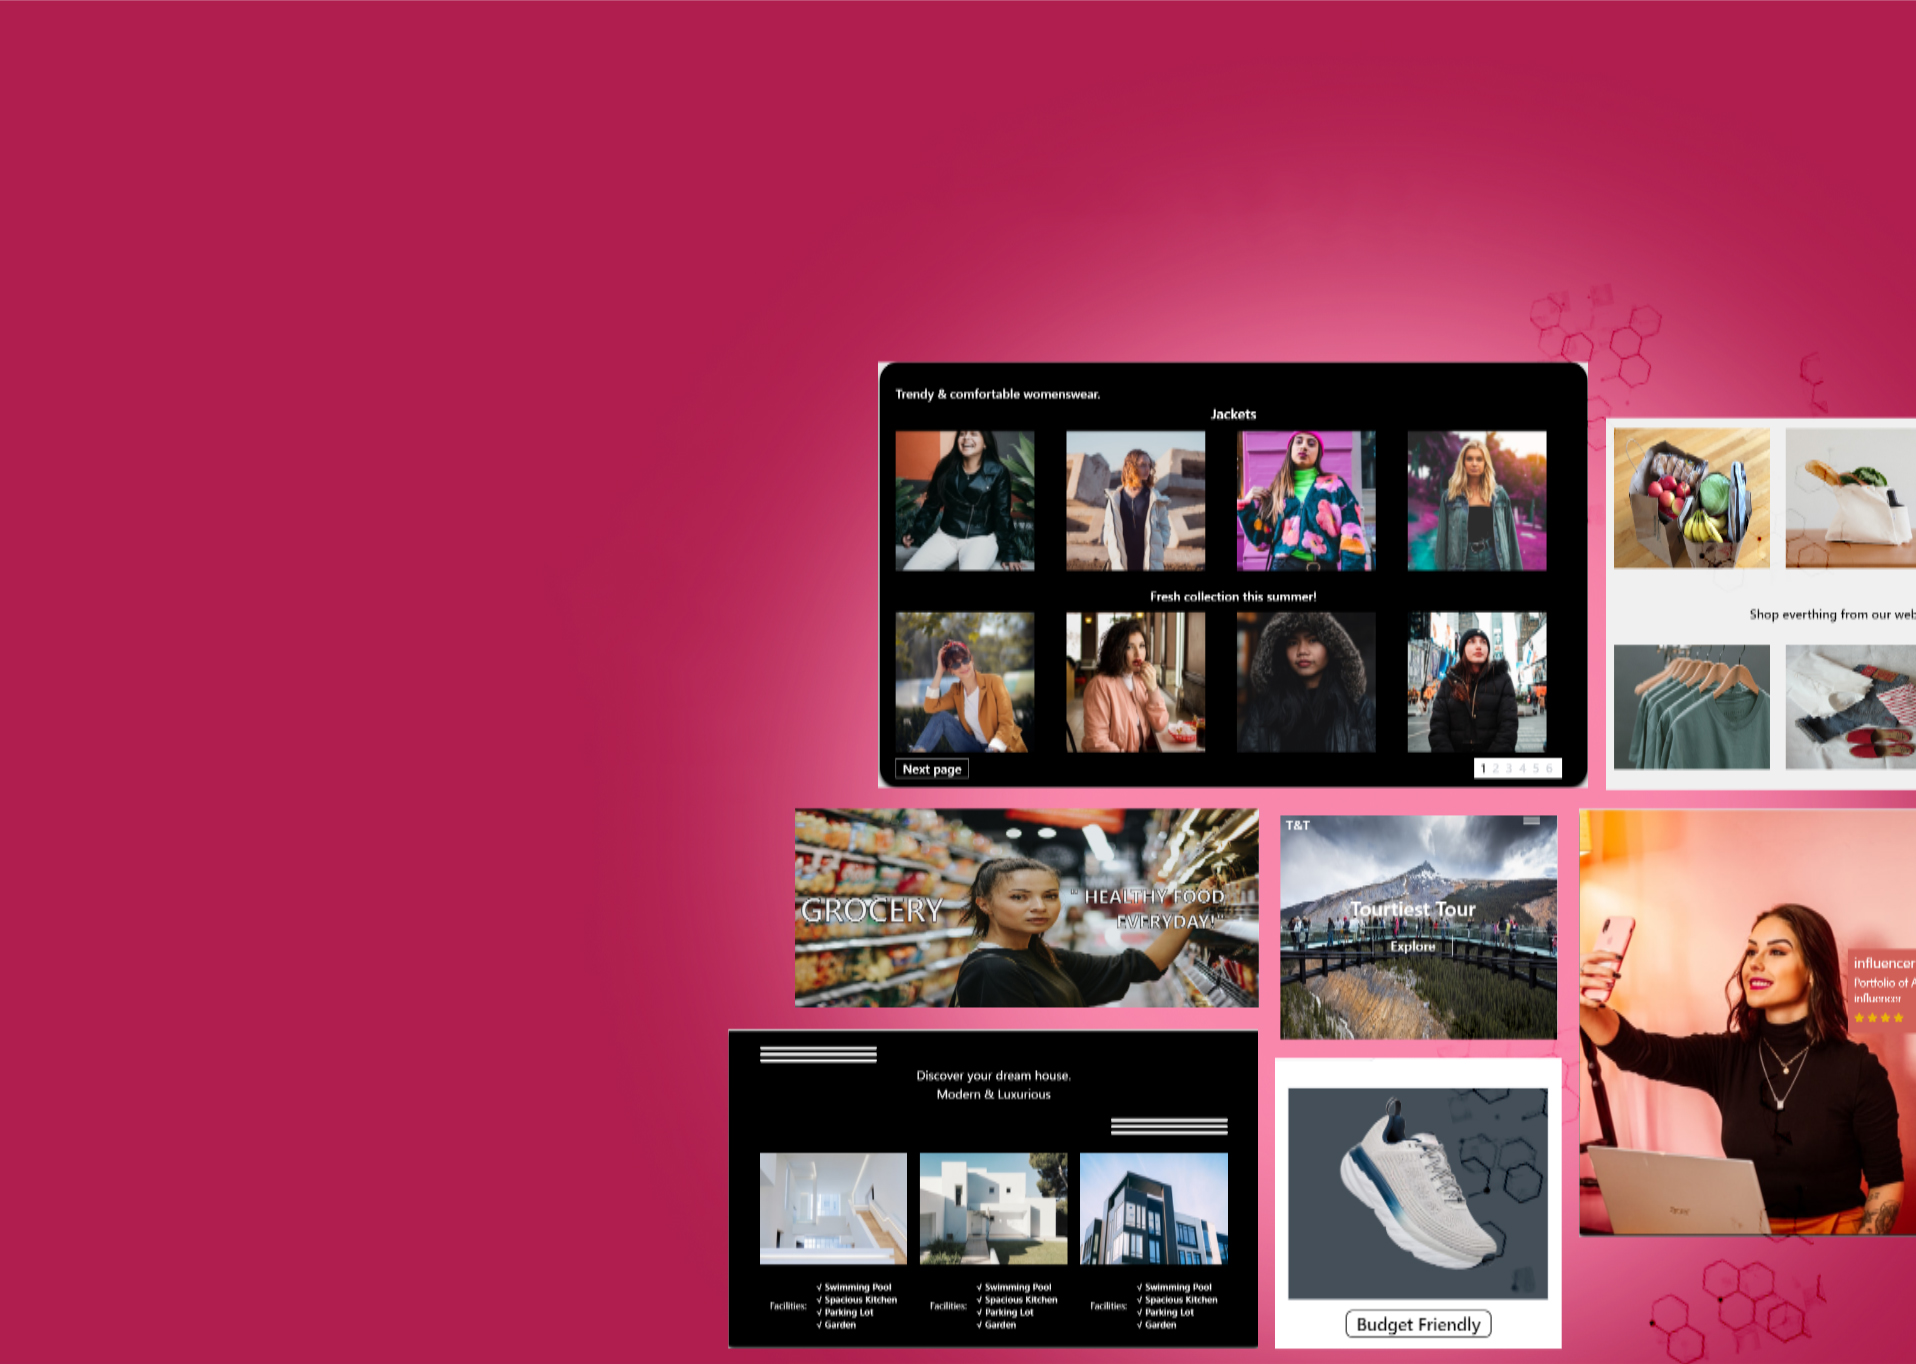 Trendy & comfortable womenswear.
Jackets
Fresh collection this summer!
Next page
1 2 3 4 5 6
Shop everthing from our web
GROCERY
" HEALTHY FOOD
EVERYDAY!"
T&T
Tourtiest Tour
Explore
influencer
Portfolio of A
influencer
Discover your dream house.
Modern & Luxurious
Facilities:
√ Swimming Pool
√ Spacious Kitchen
√ Parking Lot
√ Garden
Facilities:
√ Swimming Pool
√ Spacious Kitchen
√ Parking Lot
√ Garden
Facilities:
√ Swimming Pool
√ Spacious Kitchen
√ Parking Lot
√ Garden
Budget Friendly